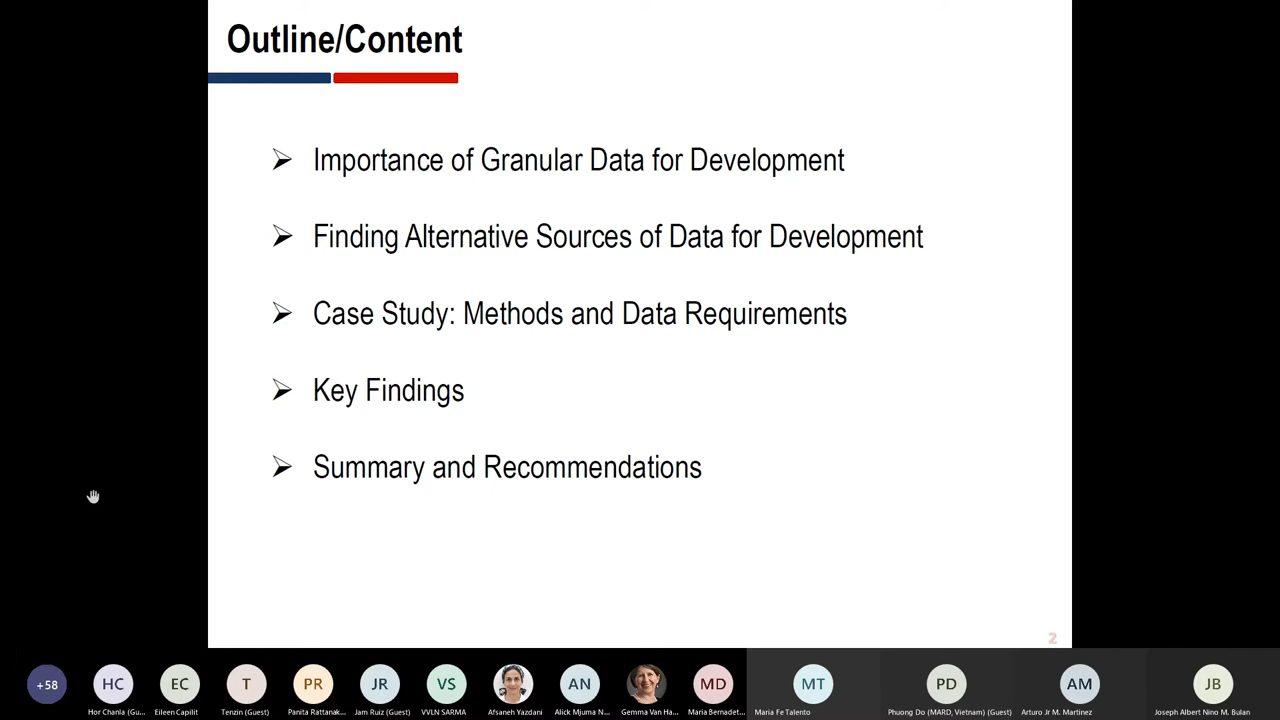 Outline/Content
Importance of Granular Data for Development
Finding Alternative Sources of Data for Development
Case Study: Methods and Data Requirements
Key Findings
Summary and Recommendations
2
+58
HC
EC
T
PR
JR
VS
AN
MD
MT
PD
AM
JB
Hor Chanla (Gu...
Eileen Capilit
Tenzin (Guest)
Panita Rattanak...
Jam Ruiz (Guest)
VVLN SARMA
Afsaneh Yazdani
Alick Mjuma N...
Gemma Van Ha...
Maria Bernadet...
Maria Fe Talento
Phuong Do (MARD, Vietnam) (Guest)
Arturo Jr M. Martinez
Joseph Albert Nino M. Bulan